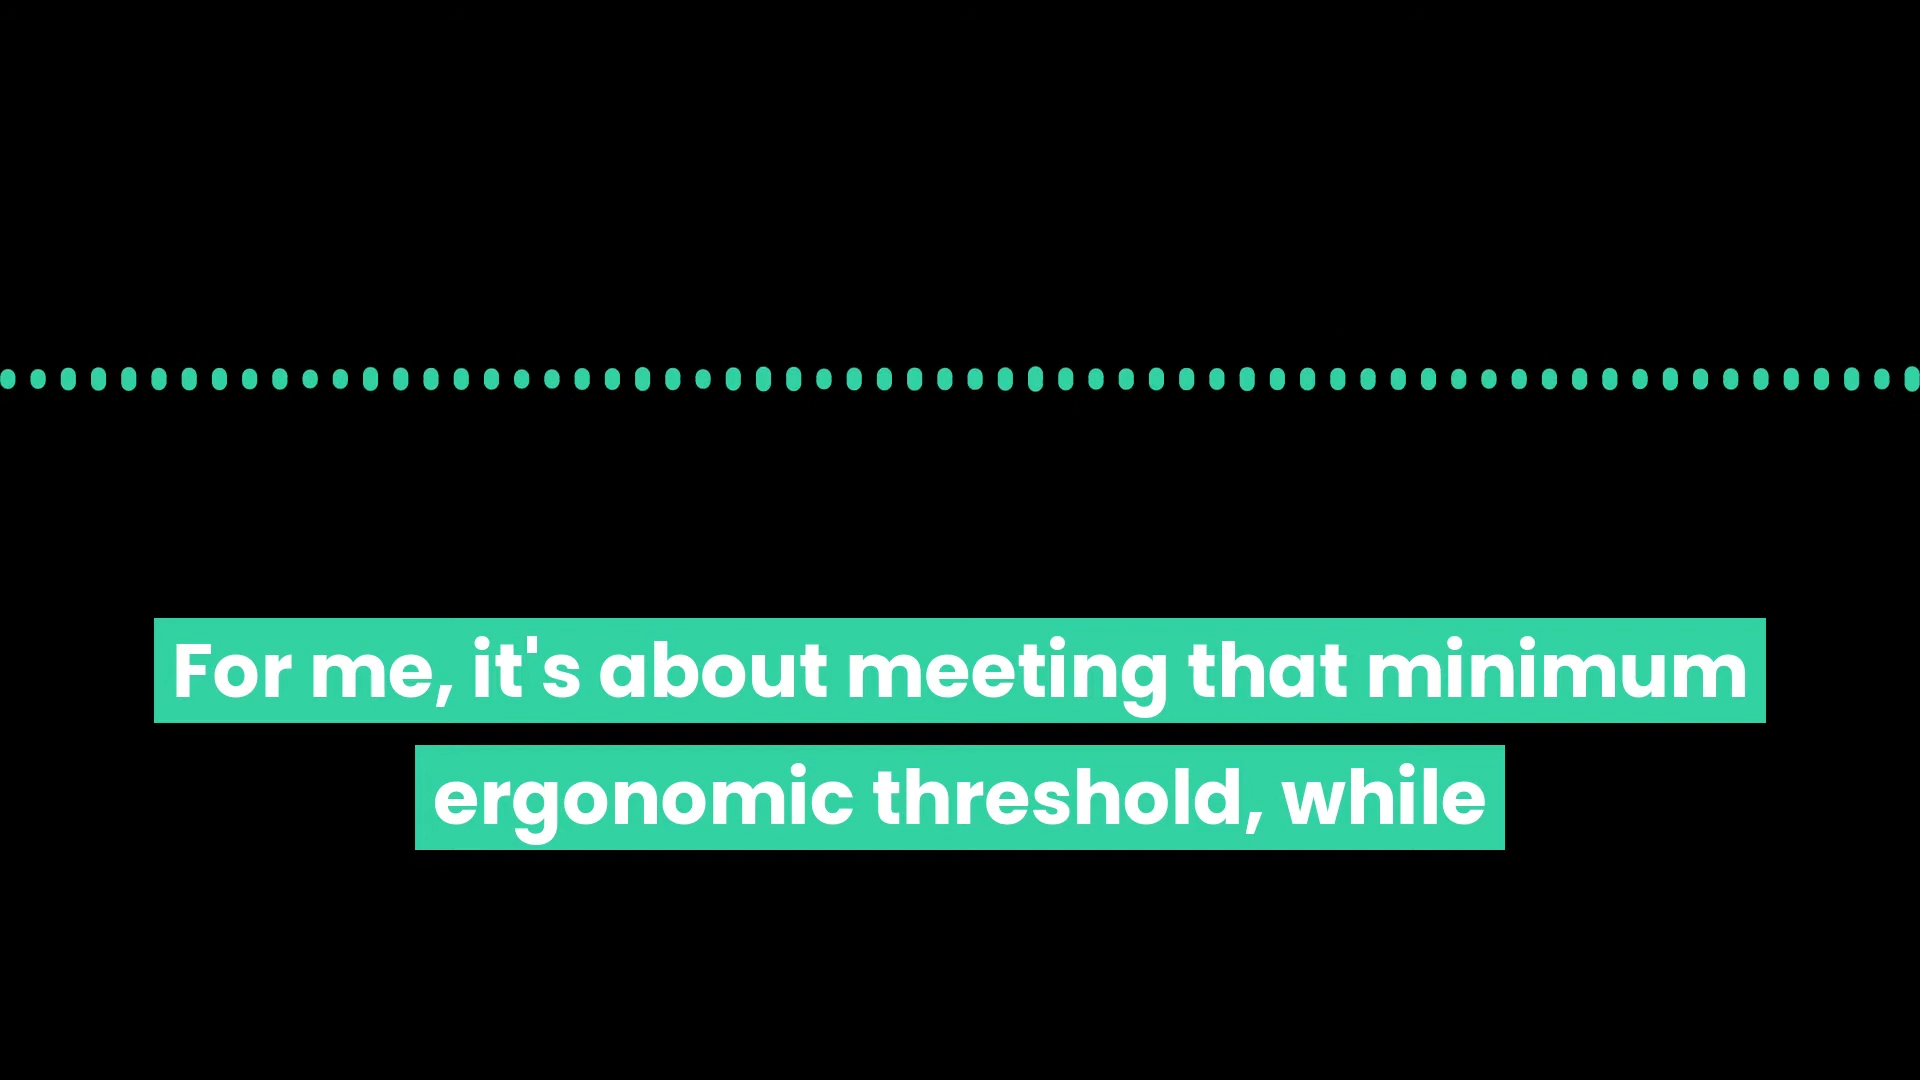 For me, it's about meeting that minimum
ergonomic threshold, while